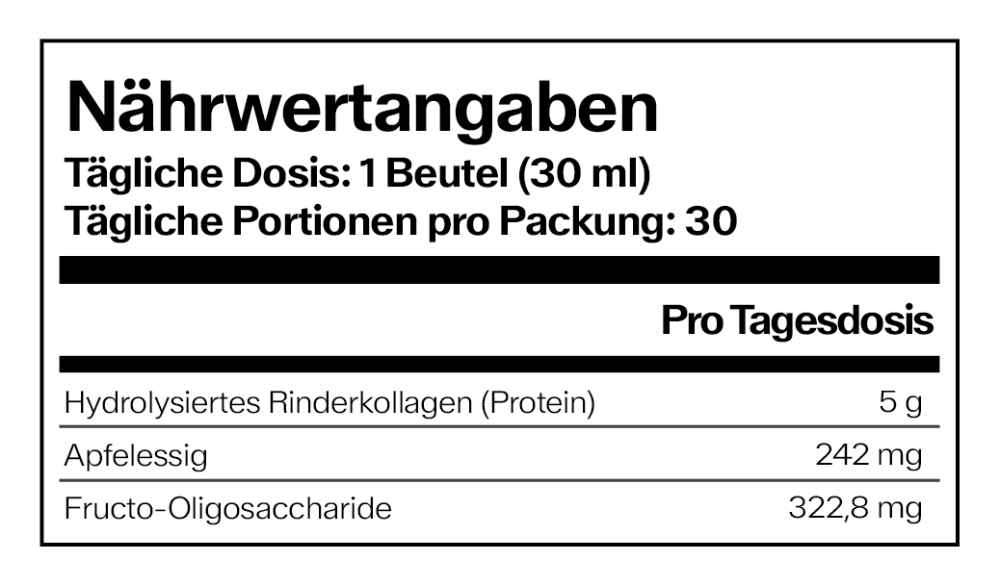 Nährwertangaben
Tägliche Dosis: 1 Beutel (30 ml)
Tägliche Portionen pro Packung: 30
Pro Tagesdosis
Hydrolysiertes Rinderkollagen (Protein) 5 g
Apfelessig 242 mg
Fructo-Oligosaccharide 322,8 mg